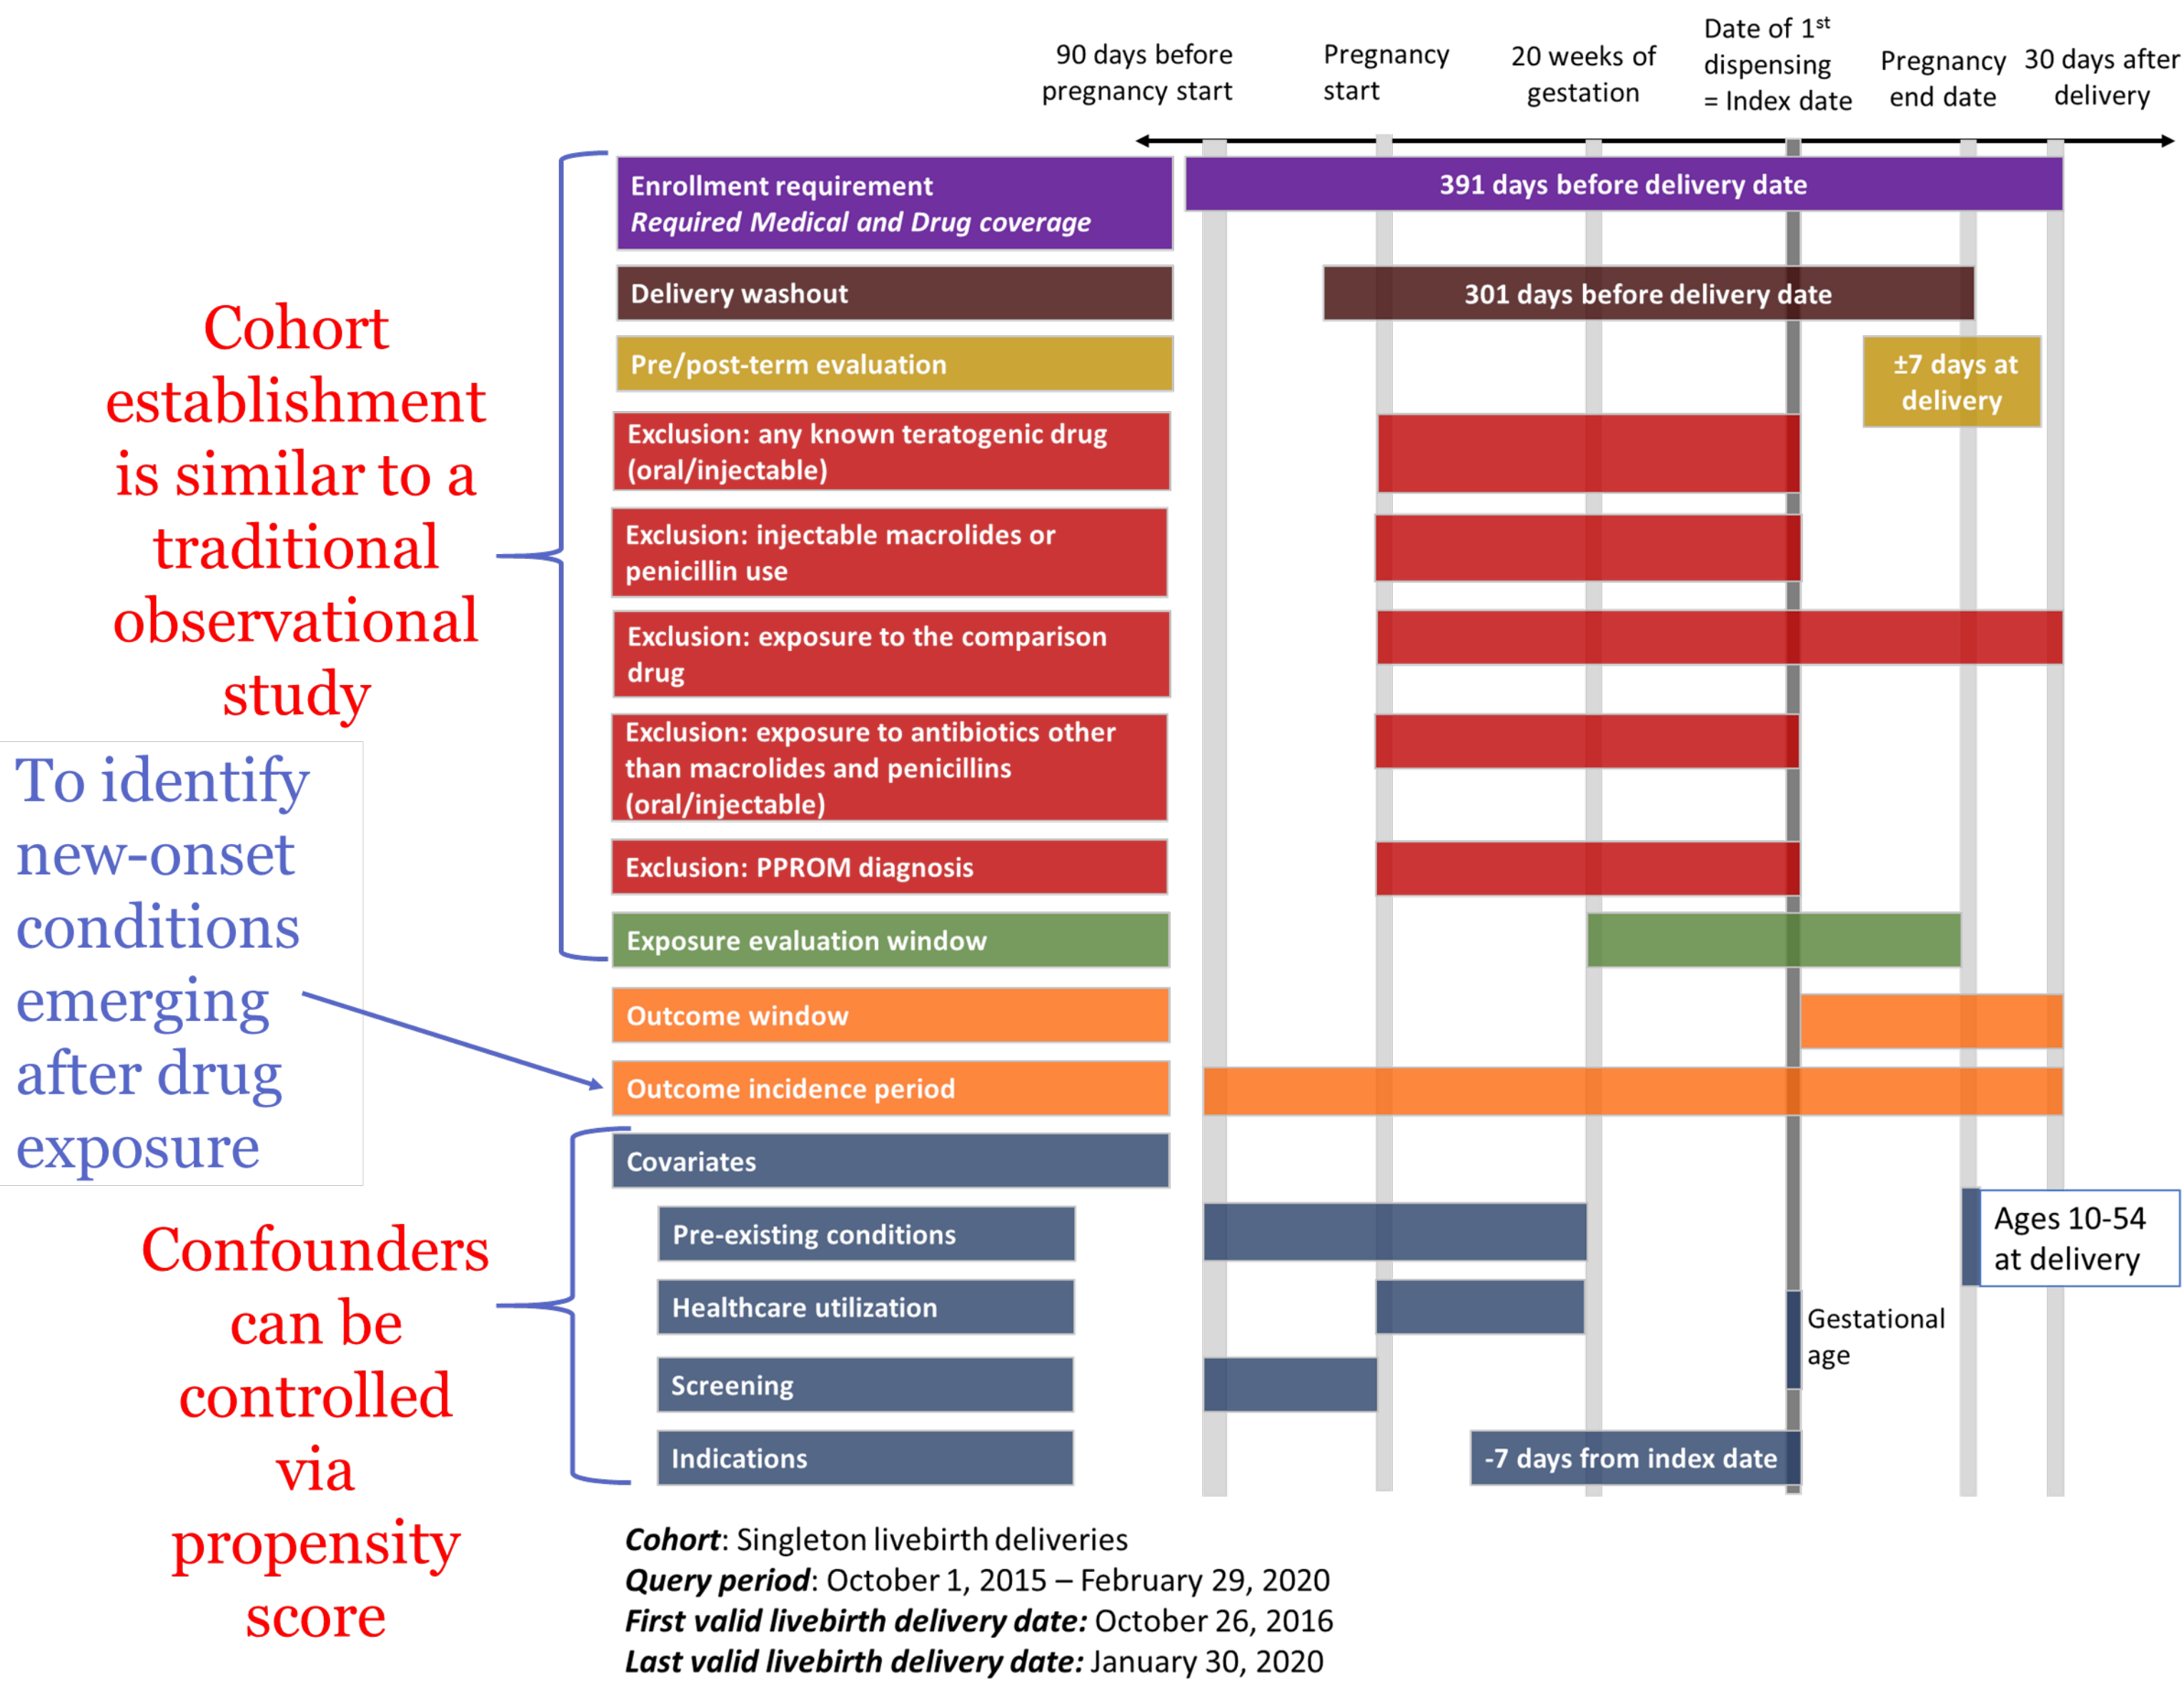 90 days before
pregnancy start
Pregnancy
start
20 weeks of
gestation
Date of 1st
dispensing
= Index date
Pregnancy
end date
30 days after
delivery
Enrollment requirement
Required Medical and Drug coverage
391 days before delivery date
Delivery washout
301 days before delivery date
Pre/post-term evaluation
±7 days at
delivery
Exclusion: any known teratogenic drug
(oral/injectable)
Exclusion: injectable macrolides or
penicillin use
Exclusion: exposure to the comparison
drug
Exclusion: exposure to antibiotics other
than macrolides and penicillins
(oral/injectable)
Exclusion: PPROM diagnosis
Exposure evaluation window
Outcome window
Outcome incidence period
Covariates
Pre-existing conditions
Ages 10-54
at delivery
Healthcare utilization
Gestational
age
Screening
Indications
-7 days from index date
Cohort
establishment
is similar to a
traditional
observational
study
To identify
new-onset
conditions
emerging
after drug
exposure
Confounders
can be
controlled
via
propensity
score
Cohort: Singleton livebirth deliveries
Query period: October 1, 2015 – February 29, 2020
First valid livebirth delivery date: October 26, 2016
Last valid livebirth delivery date: January 30, 2020